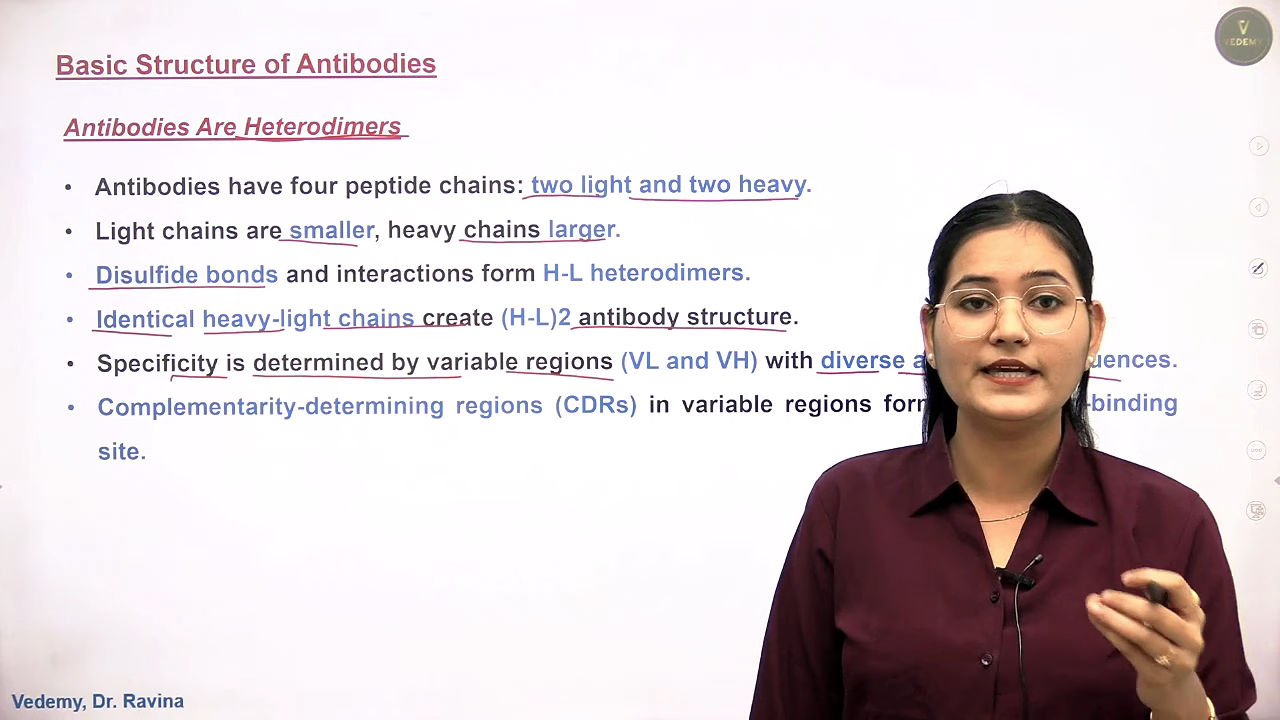 VEDEMY
Basic Structure of Antibodies
Antibodies Are Heterodimers
• Antibodies have four peptide chains: two light and two heavy.
• Light chains are smaller, heavy chains larger.
• Disulfide bonds and interactions form H-L heterodimers.
• Identical heavy-light chains create (H-L)2 antibody structure.
• Specificity is determined by variable regions (VL and VH) with diverse
• Complementarity-determining regions (CDRs) in variable regions -binding
site.
Vedemy, Dr. Ravina